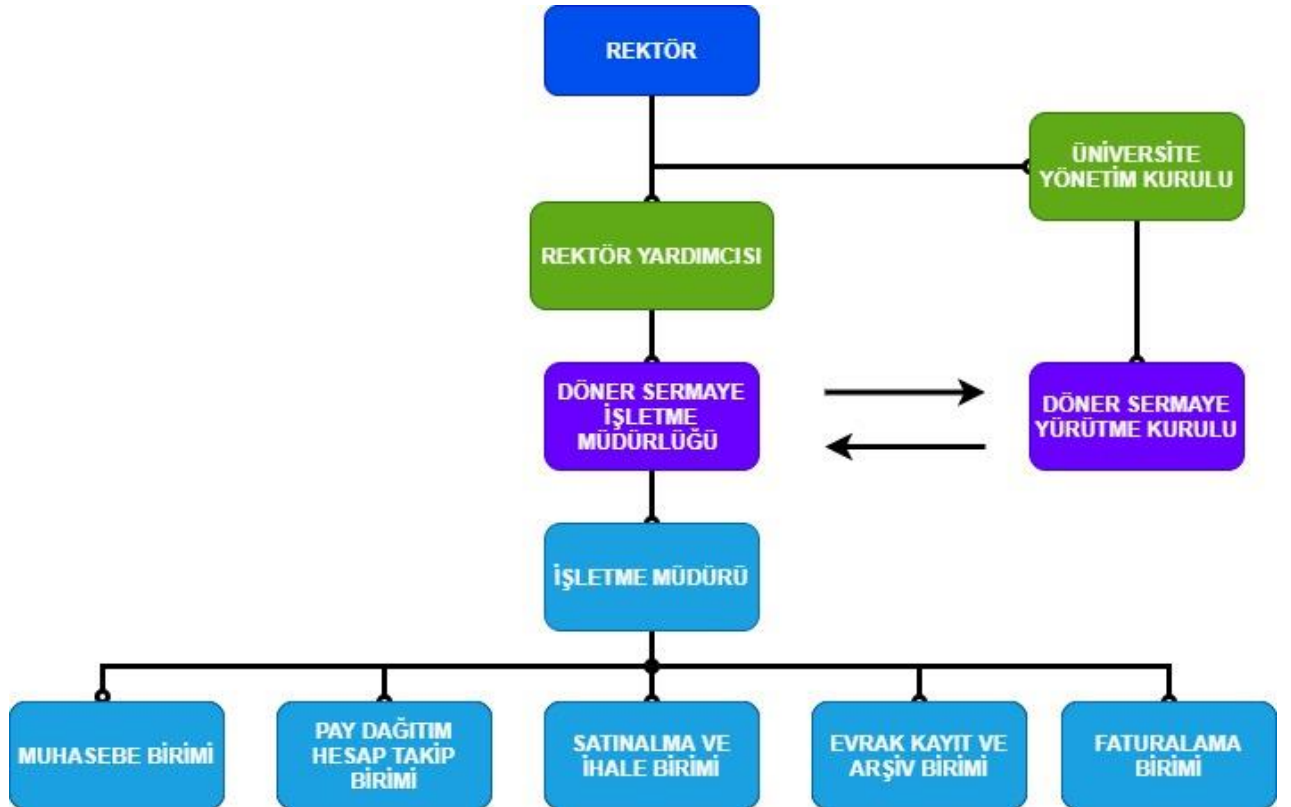 REKTÖR
ÜNİVERSİTE
YÖNETİM KURULU
REKTÖR YARDIMCISI
DÖNER SERMAYE
İŞLETME
MÜDÜRLÜĞÜ
DÖNER SERMAYE
YÜRÜTME KURULU
İŞLETME MÜDÜRÜ
MUHASEBE BİRİMİ
PAY DAĞITIM
HESAP TAKİP
BİRİMİ
SATINALMA VE
İHALE BİRİMİ
EVRAK KAYIT VE
ARŞİV BİRİMİ
FATURALAMA
BİRİMİ